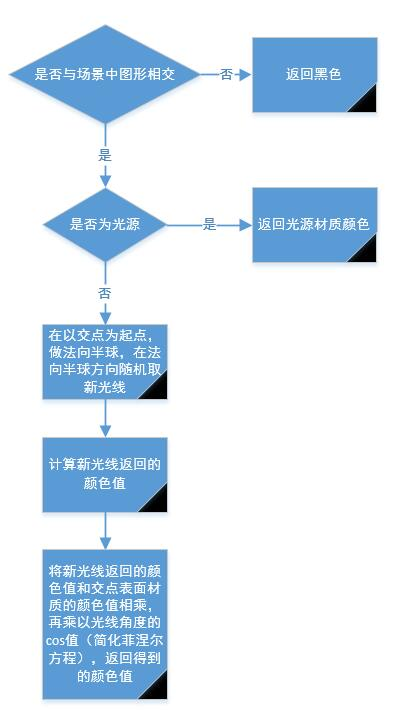 是否与场景中图形相交
否
返回黑色
是
是否为光源
是
返回光源材质颜色
否
在以交点为起点，
做法向半球，在法
向半球方向随机取
新光线
计算新光线返回的
颜色值
将新光线返回的颜
色值和交点表面材
质的颜色值相乘，
再乘以光线角度的
cos值（简化菲涅尔
方程），返回得到
的颜色值